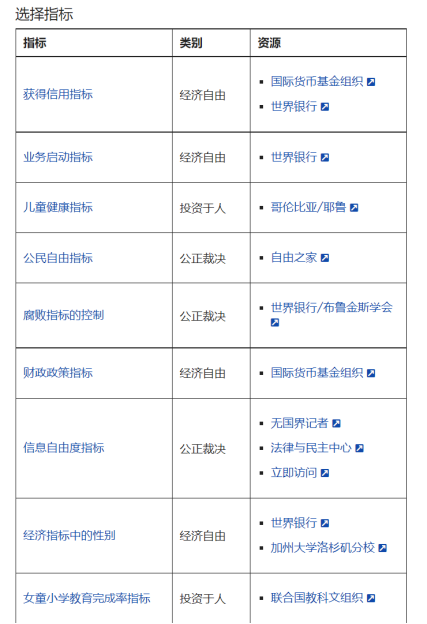 选择指标
指标 类别 资源
获得信用指标 经济自由 国际货币基金组织
世界银行
业务启动指标 经济自由 世界银行
儿童健康指标 投资于人 哥伦比亚/耶鲁
公民自由指标 公正裁决 自由之家
腐败指标的控制 公正裁决 世界银行/布鲁金斯学会
财政政策指标 经济自由 国际货币基金组织
信息自由度指标 公正裁决 无国界记者
法律与民主中心
立即访问
经济指标中的性别 经济自由 世界银行
加州大学洛杉矶分校
女童小学教育完成率指标 投资于人 联合国教科文组织